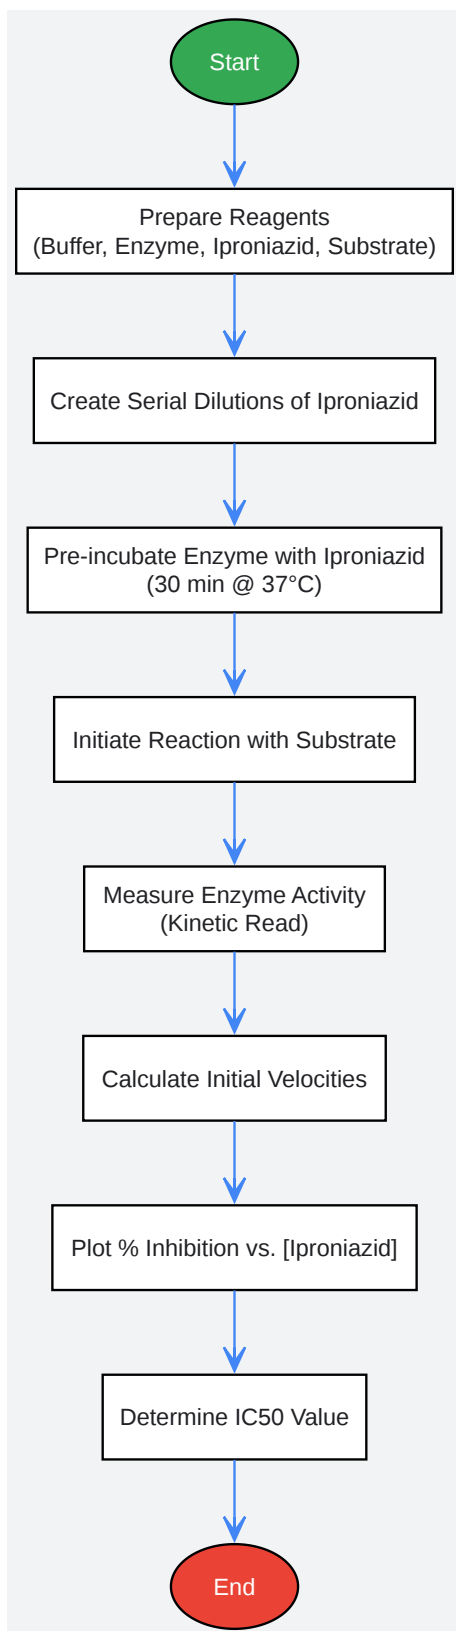 Start
Prepare Reagents
(Buffer, Enzyme, Iproniazid, Substrate)
Create Serial Dilutions of Iproniazid
Pre-incubate Enzyme with Iproniazid
(30 min @ 37°C)
Initiate Reaction with Substrate
Measure Enzyme Activity
(Kinetic Read)
Calculate Initial Velocities
Plot % Inhibition vs. [Iproniazid]
Determine IC50 Value
End